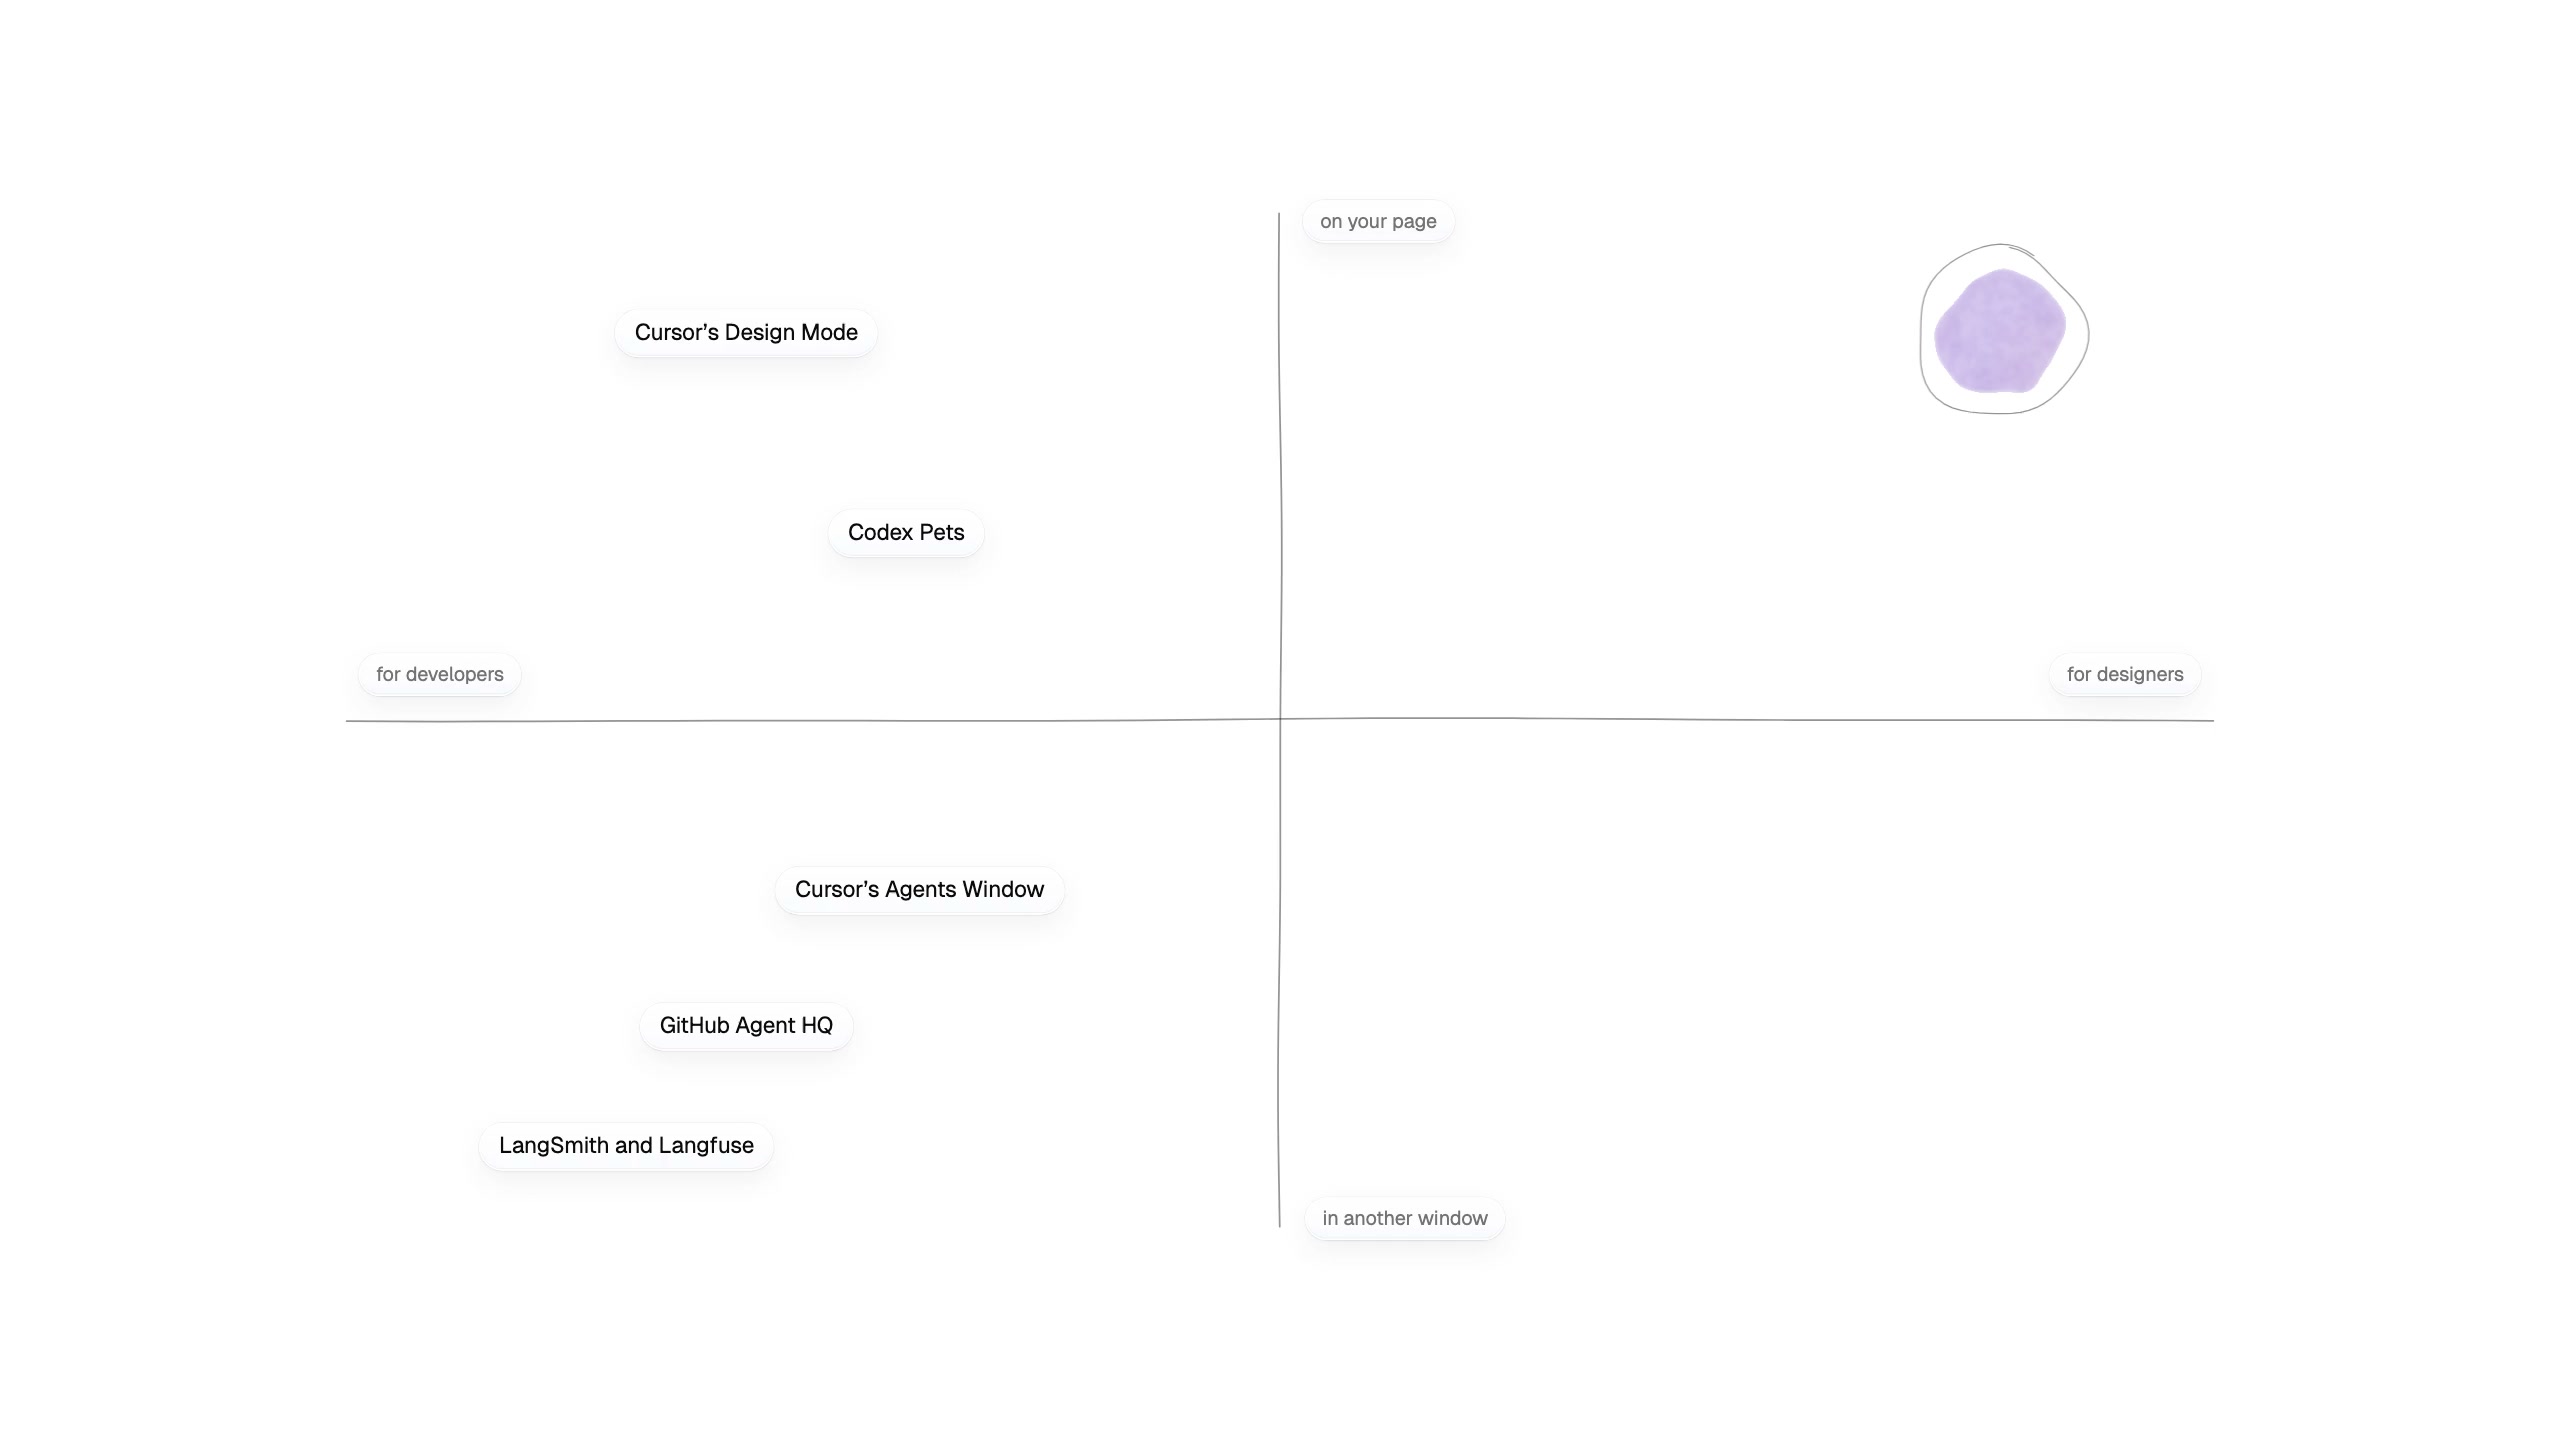 on your page
Cursor’s Design Mode
Codex Pets
for developers
for designers
Cursor’s Agents Window
GitHub Agent HQ
LangSmith and Langfuse
in another window